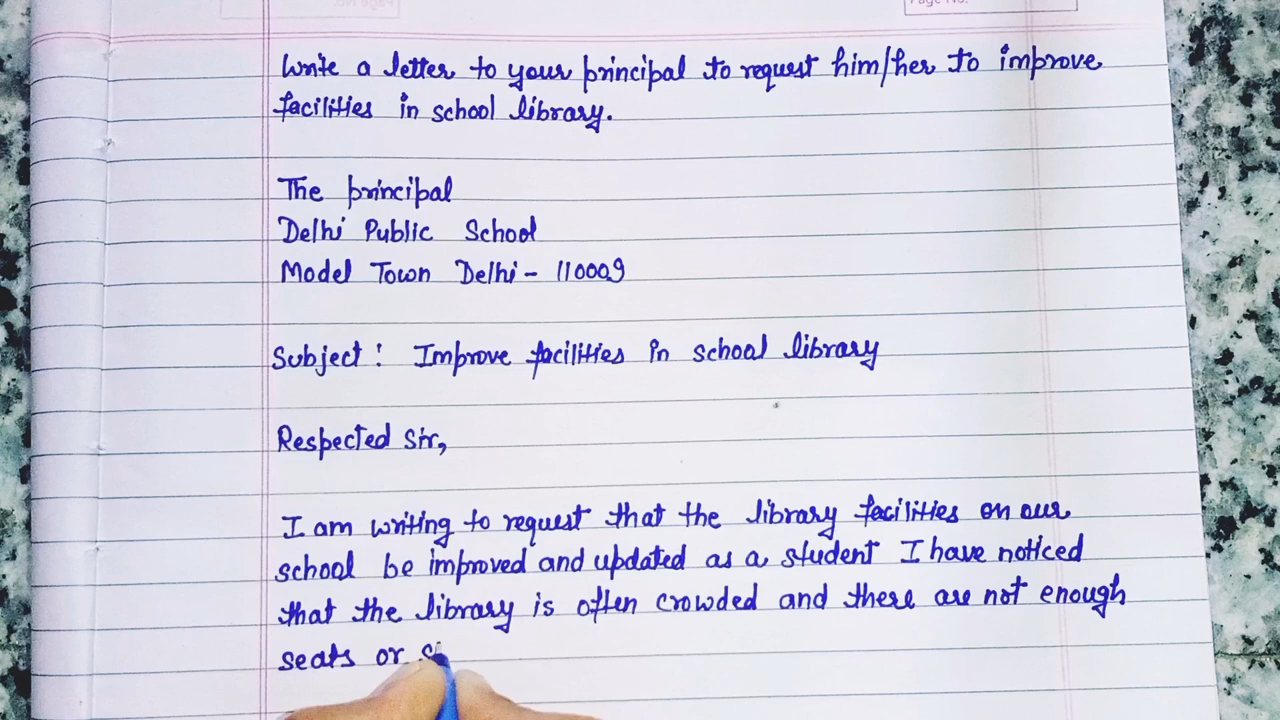 Page No.
Write a letter to your principal to request him/her to improve
facilities in school library.
The principal
Delhi Public School
Model Town Delhi - 110009
Subject : Improve facilities in school library
Respected Sir,
I am writing to request that the library facilities on our
school be improved and updated as a student I have noticed
that the library is often crowded and there are not enough
seats or